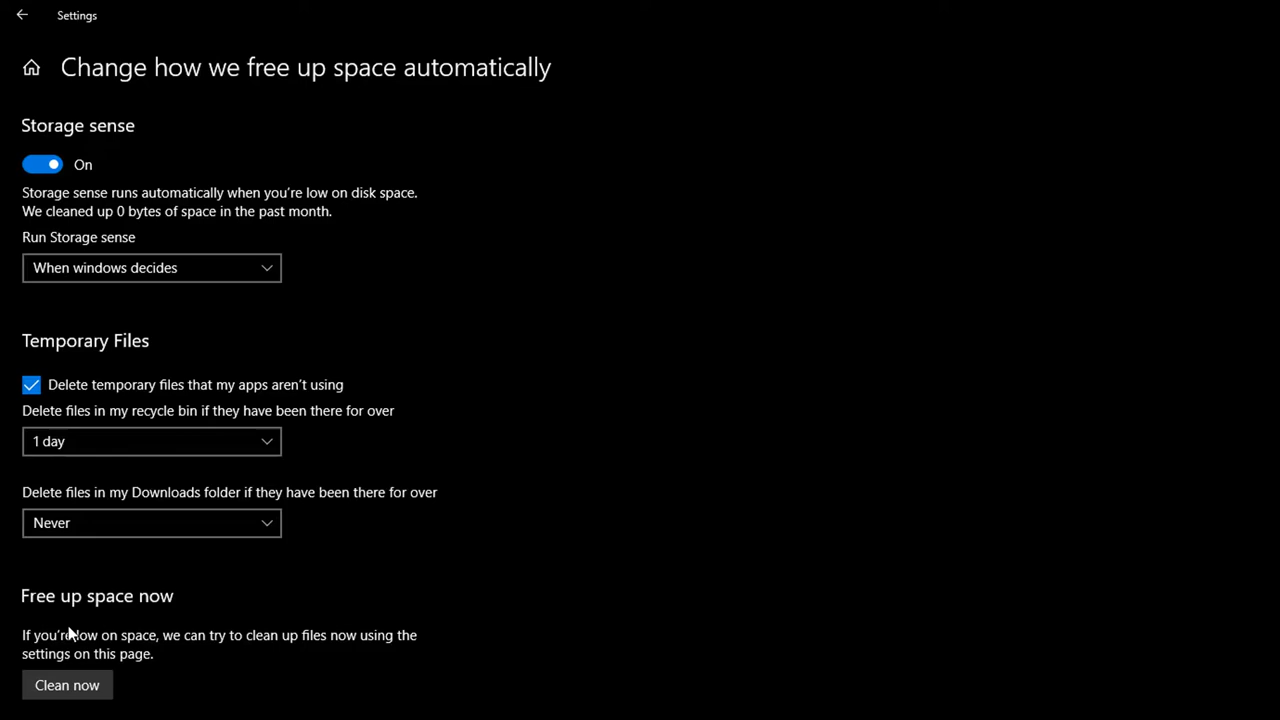 Settings
Change how we free up space automatically
Storage sense
On
Storage sense runs automatically when you're low on disk space.
We cleaned up 0 bytes of space in the past month.
Run Storage sense
When windows decides
Temporary Files
Delete temporary files that my apps aren't using
Delete files in my recycle bin if they have been there for over
1 day
Delete files in my Downloads folder if they have been there for over
Never
Free up space now
If you're low on space, we can try to clean up files now using the
settings on this page.
Clean now